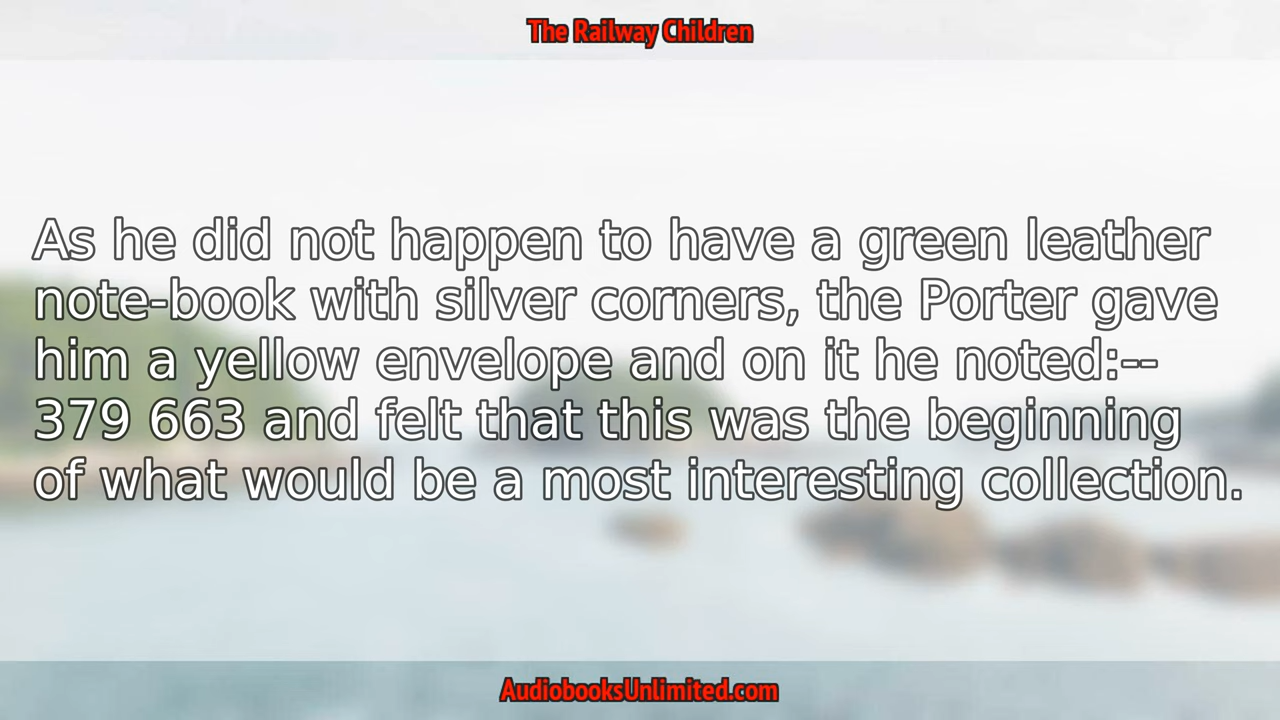 The Railway Children
As he did not happen to have a green leather
note-book with silver corners, the Porter gave
him a yellow envelope and on it he noted:--
379 663 and felt that this was the beginning
of what would be a most interesting collection.
AudiobooksUnlimited.com